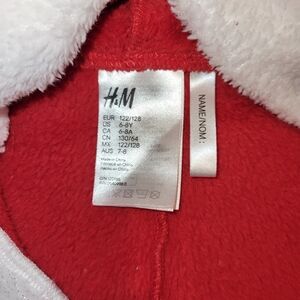 H&M
EUR 122/128
US 6-8Y
CA 6-8A
CN 130/64
MX 122/128
AUS 7-8
Made in China
NAME/NOM: